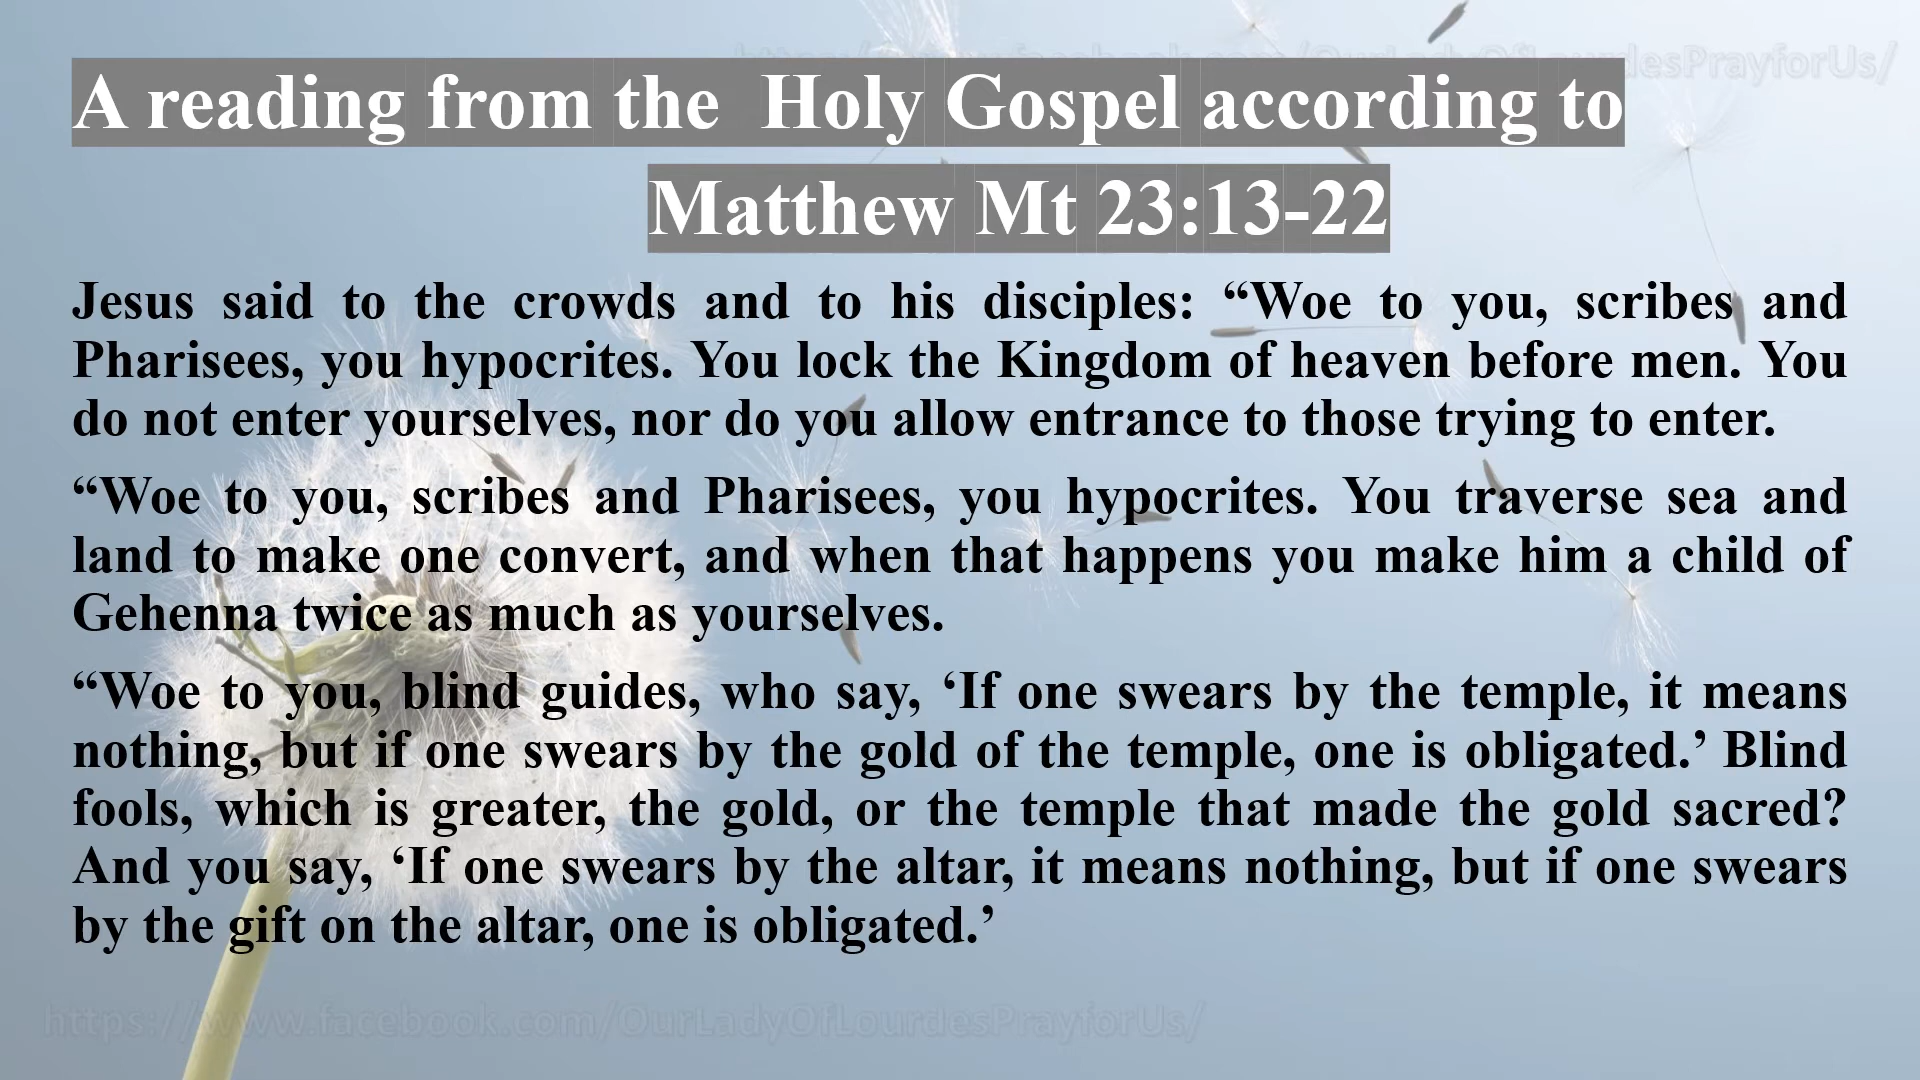 https://www.facebook.com/OurLadyOfLourdesPrayforUs/
A reading from the  Holy Gospel according to
Matthew Mt 23:13-22
Jesus said to the crowds and to his disciples: “Woe to you, scribes and
Pharisees, you hypocrites. You lock the Kingdom of heaven before men. You
do not enter yourselves, nor do you allow entrance to those trying to enter.
“Woe to you, scribes and Pharisees, you hypocrites. You traverse sea and
land to make one convert, and when that happens you make him a child of
Gehenna twice as much as yourselves.
“Woe to you, blind guides, who say, ‘If one swears by the temple, it means
nothing, but if one swears by the gold of the temple, one is obligated.’ Blind
fools, which is greater, the gold, or the temple that made the gold sacred?
And you say, ‘If one swears by the altar, it means nothing, but if one swears
by the gift on the altar, one is obligated.’
https://www.facebook.com/OurLadyOfLourdesPrayforUs/